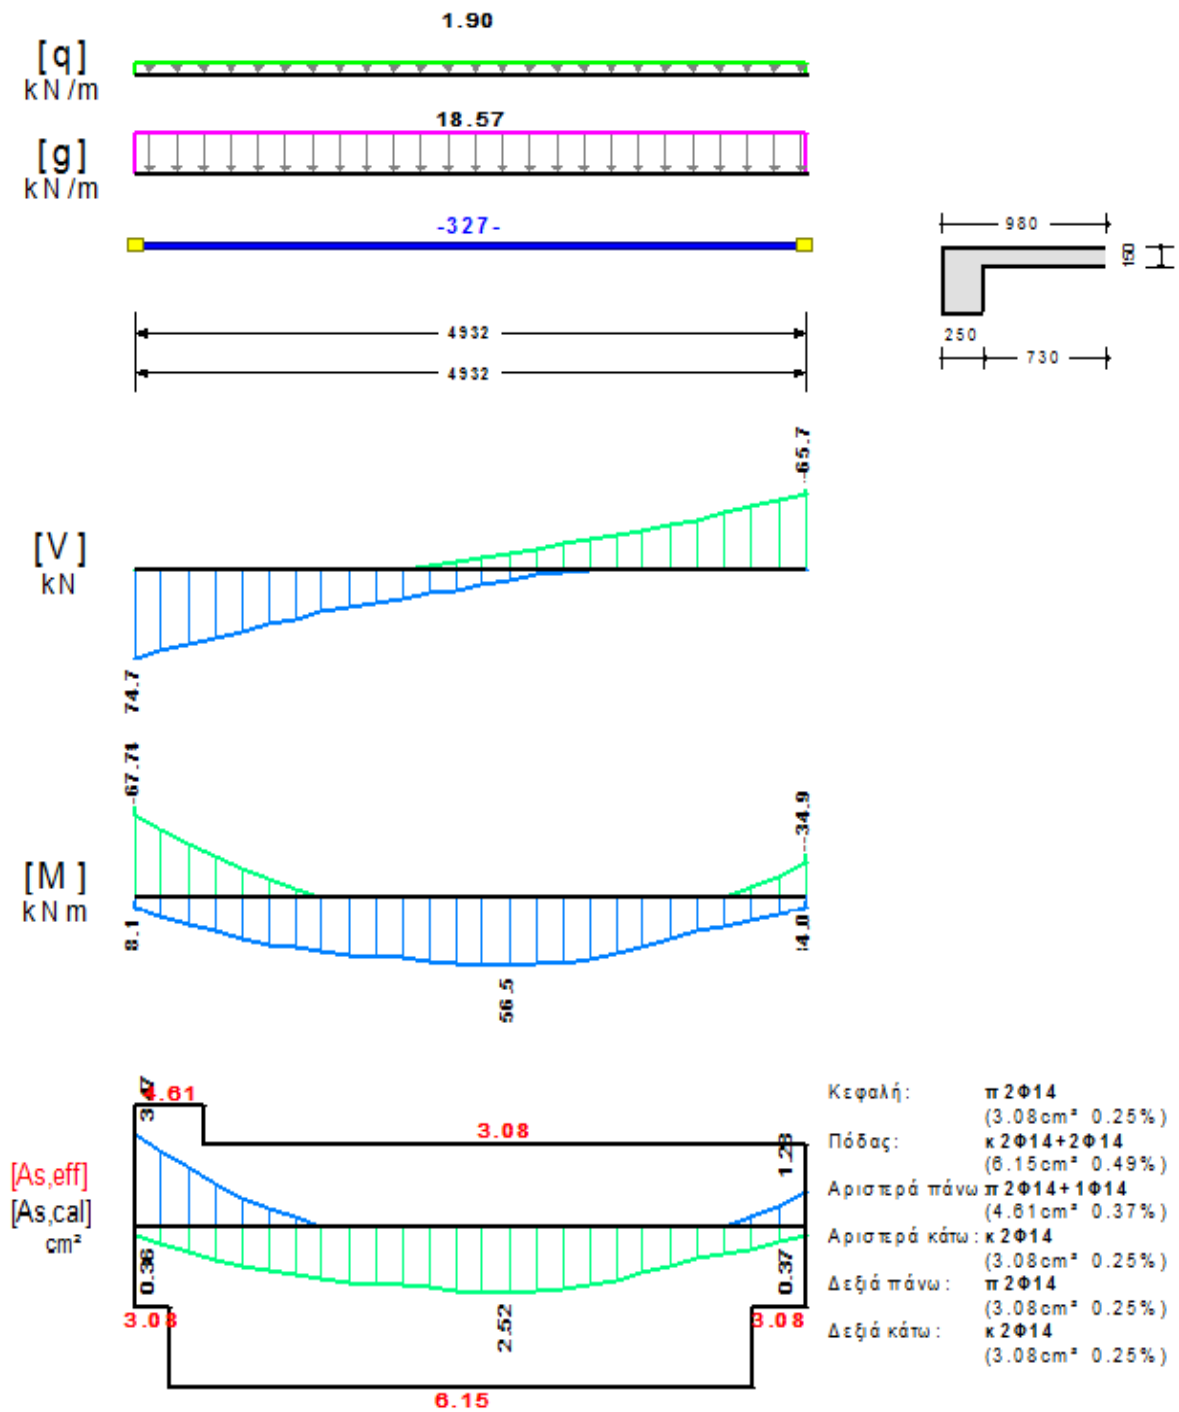 1.90
[q]
kN/m
18.57
[g]
kN/m
-327-
980
150
250
730
4932
4932
-65.7
[V]
kN
74.7
-34.9
[M]
kNm
8.1
56.5
4.61
3.08
1.28
[As,eff]
[As,cal]
cm²
0.36
0.37
3.08
2.52
3.08
6.15
Κεφαλή: π 2Φ14
(3.08cm² 0.25%)
Πόδας: κ 2Φ14+2Φ14
(6.15cm² 0.49%)
Αριστερά πάνω π 2Φ14+1Φ14
(4.61cm² 0.37%)
Αριστερά κάτω: κ 2Φ14
(3.08cm² 0.25%)
Δεξιά πάνω: π 2Φ14
(3.08cm² 0.25%)
Δεξιά κάτω: κ 2Φ14
(3.08cm² 0.25%)